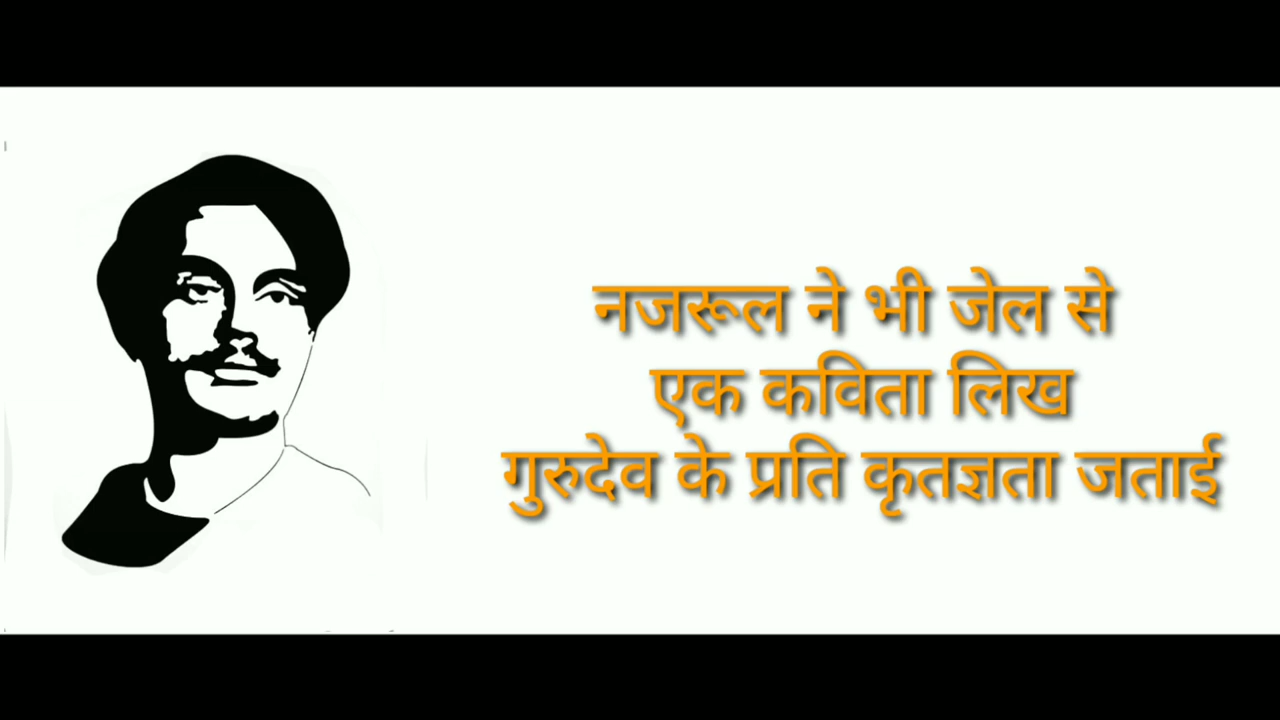 नजरूल ने भी जेल से
एक कविता लिख
गुरुदेव के प्रति कृतज्ञता जताई